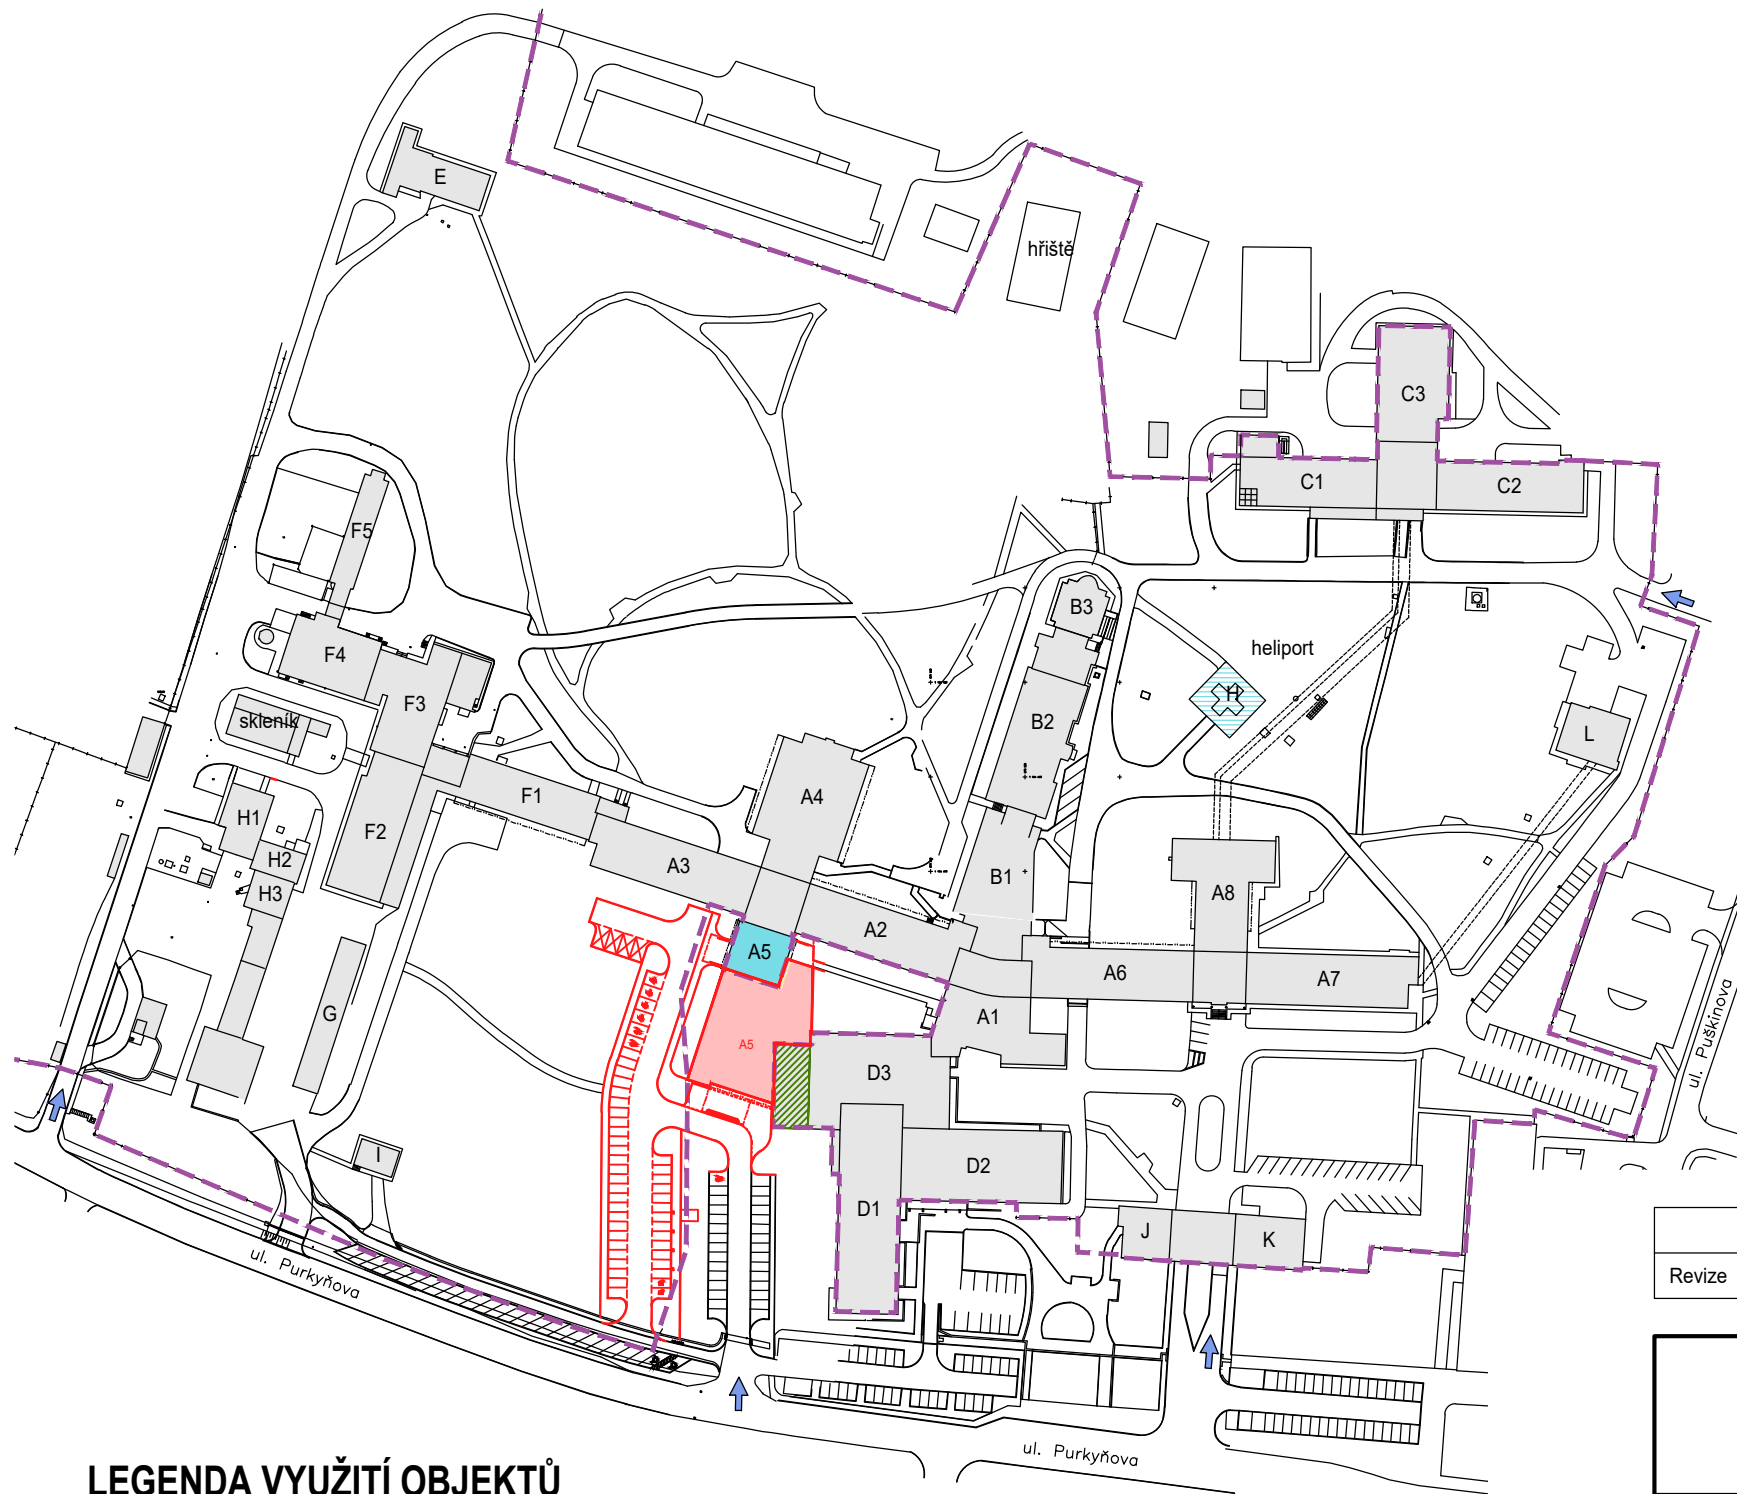 E
hřiště
C3
C1
C2
F5
B3
heliport
F4
H
F3
skleník
B2
L
F1
A4
H1
F2
H2
A3
B1
H3
A8
A2
A5
A6
A7
G
A1
A5
D3
ul. Puškinova
I
D2
D1
J
K
ul. Purkyňova
Revize
ul. Purkyňova
LEGENDA VYUŽITÍ OBJEKTŮ